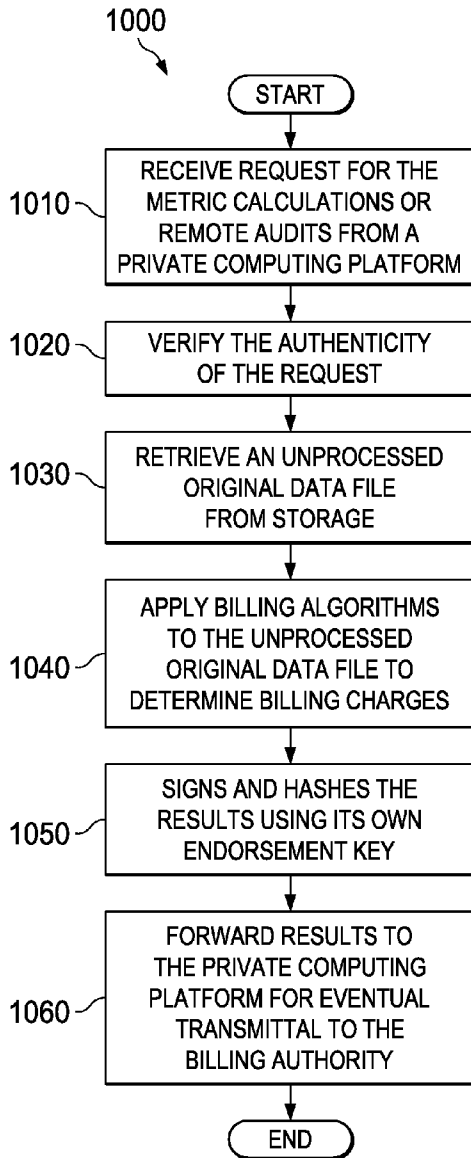 1000
START
1010
RECEIVE REQUEST FOR THE
METRIC CALCULATIONS OR
REMOTE AUDITS FROM A
PRIVATE COMPUTING PLATFORM
1020
VERIFY THE AUTHENTICITY
OF THE REQUEST
1030
RETRIEVE AN UNPROCESSED
ORIGINAL DATA FILE
FROM STORAGE
1040
APPLY BILLING ALGORITHMS
TO THE UNPROCESSED
ORIGINAL DATA FILE TO
DETERMINE BILLING CHARGES
1050
SIGNS AND HASHES THE
RESULTS USING ITS OWN
ENDORSEMENT KEY
1060
FORWARD RESULTS TO
THE PRIVATE COMPUTING
PLATFORM FOR EVENTUAL
TRANSMITTAL TO THE
BILLING AUTHORITY
END